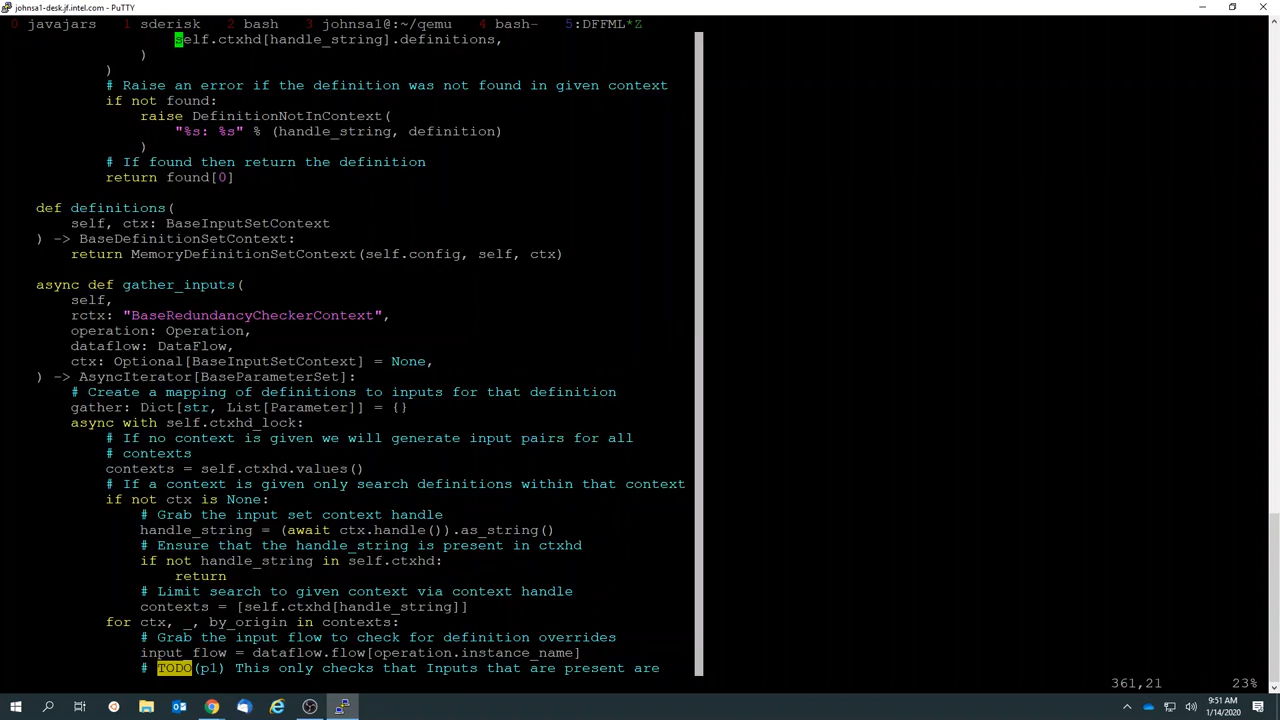 johnsa1-desk.jf.intel.com - PuTTY
0 javajars 1 sderisk 2 bash 3 johnsa1@:~/qemu 4 bash- 5:DFFML*Z
self.ctxhd[handle_string].definitions,
)
)
# Raise an error if the definition was not found in given context
if not found:
raise DefinitionNotInContext(
"%s: %s" % (handle_string, definition)
)
# If found then return the definition
return found[0]
def definitions(
self, ctx: BaseInputSetContext
) -> BaseDefinitionSetContext:
return MemoryDefinitionSetContext(self.config, self, ctx)
async def gather_inputs(
self,
rctx: "BaseRedundancyCheckerContext",
operation: Operation,
dataflow: DataFlow,
ctx: Optional[BaseInputSetContext] = None,
) -> AsyncIterator[BaseParameterSet]:
# Create a mapping of definitions to inputs for that definition
gather: Dict[str, List[Parameter]] = {}
async with self.ctxhd_lock:
# If no context is given we will generate input pairs for all
# contexts
contexts = self.ctxhd.values()
# If a context is given only search definitions within that context
if not ctx is None:
# Grab the input set context handle
handle_string = (await ctx.handle()).as_string()
# Ensure that the handle_string is present in ctxhd
if not handle_string in self.ctxhd:
return
# Limit search to given context via context handle
contexts = [self.ctxhd[handle_string]]
for ctx, _, by_origin in contexts:
# Grab the input flow to check for definition overrides
input_flow = dataflow.flow[operation.instance_name]
# TODO(p1) This only checks that Inputs that are present are
361,21 23%
9:51 AM
1/14/2020